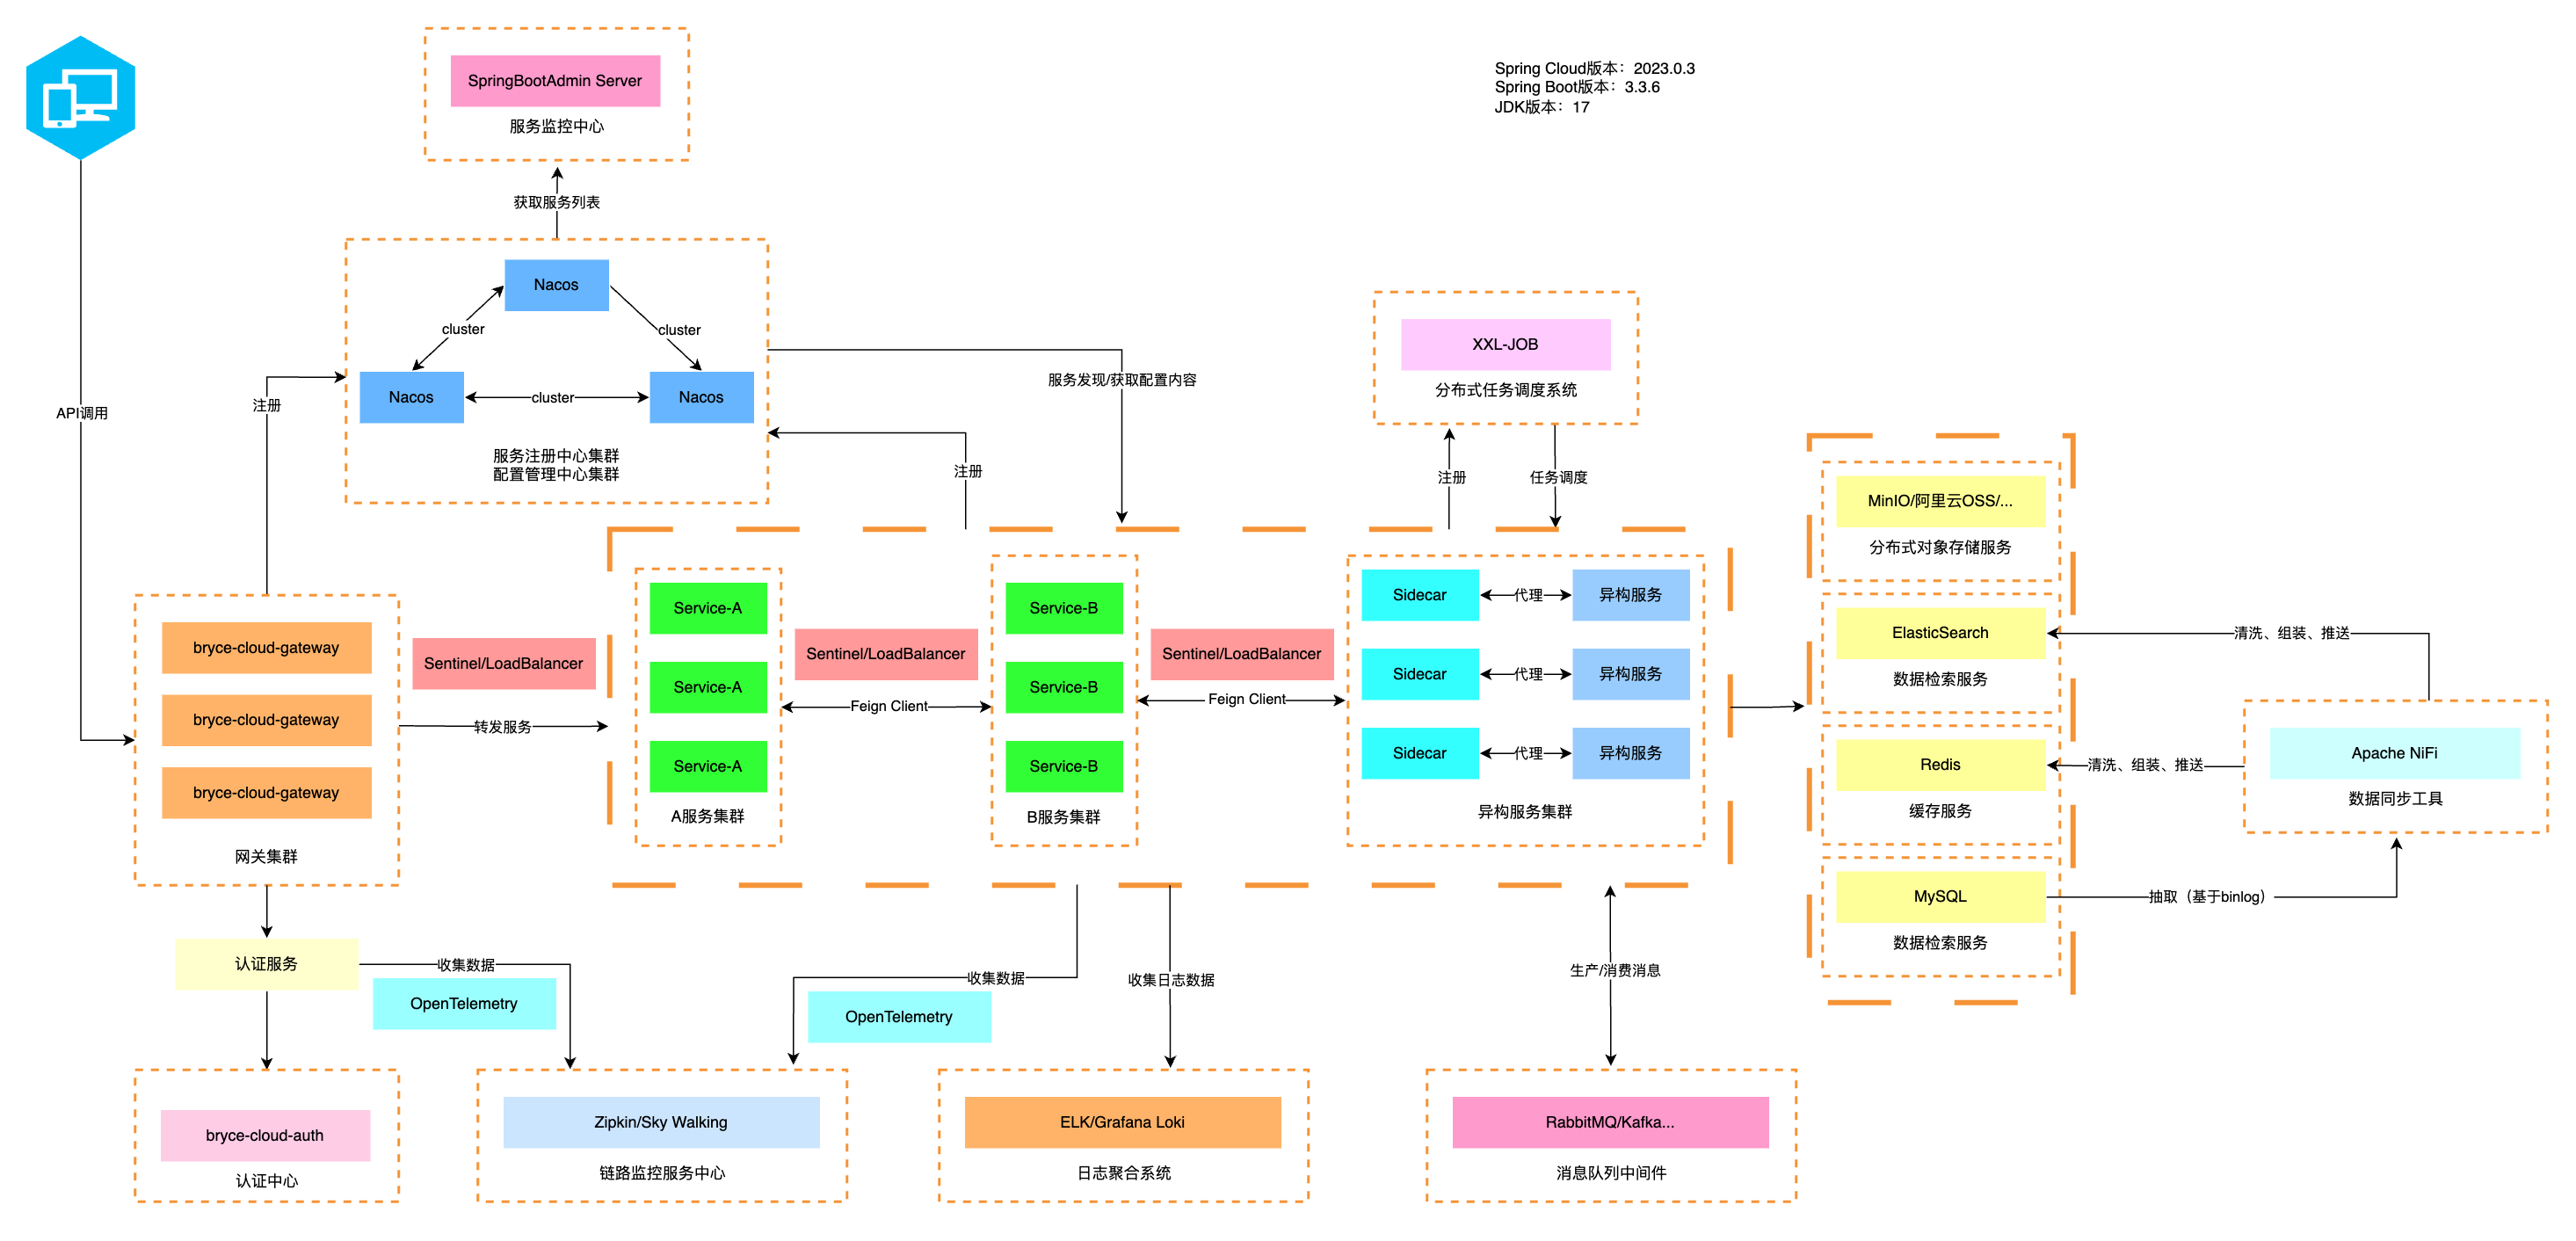 SpringBootAdmin Server
服务监控中心
Spring Cloud版本：2023.0.3
Spring Boot版本：3.3.6
JDK版本：17
获取服务列表
Nacos
cluster
cluster
Nacos
cluster
Nacos
服务注册中心集群
配置管理中心集群
API调用
注册
服务发现/获取配置内容
注册
XXL-JOB
分布式任务调度系统
注册
任务调度
bryce-cloud-gateway
bryce-cloud-gateway
bryce-cloud-gateway
网关集群
Sentinel/LoadBalancer
转发服务
Service-A
Service-A
Service-A
A服务集群
Sentinel/LoadBalancer
Feign Client
Service-B
Service-B
Service-B
B服务集群
Sentinel/LoadBalancer
Feign Client
Sidecar
代理
异构服务
Sidecar
代理
异构服务
Sidecar
代理
异构服务
异构服务集群
MinIO/阿里云OSS/...
分布式对象存储服务
ElasticSearch
数据检索服务
Redis
缓存服务
MySQL
数据检索服务
清洗、组装、推送
清洗、组装、推送
Apache NiFi
数据同步工具
抽取（基于binlog）
认证服务
收集数据
OpenTelemetry
收集数据
OpenTelemetry
收集日志数据
生产/消费消息
bryce-cloud-auth
认证中心
Zipkin/Sky Walking
链路监控服务中心
ELK/Grafana Loki
日志聚合系统
RabbitMQ/Kafka...
消息队列中间件